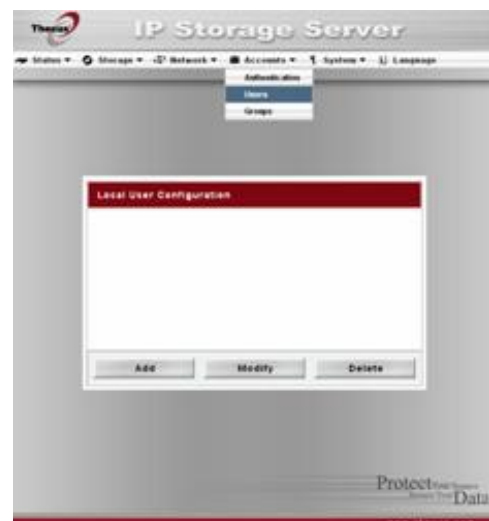 Thecus
IP Storage Server
Status Storage Network Accounts System Language
Authentication
Users
Groups
Local User Configuration
Add Modify Delete
Protect Your
Data